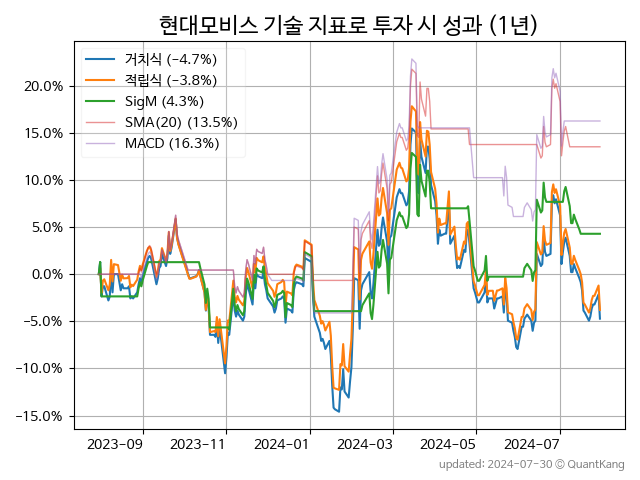 현대모비스 기술 지표로 투자 시 성과 (1년)
거치식 (−4.7%)
적립식 (−3.8%)
SigM (4.3%)
SMA(20) (13.5%)
MACD (16.3%)
20.0%
15.0%
10.0%
5.0%
0.0%
−5.0%
−10.0%
−15.0%
2023−09 2023−11 2024−01 2024−03 2024−05 2024−07
updated: 2024-07-30 © QuantKang